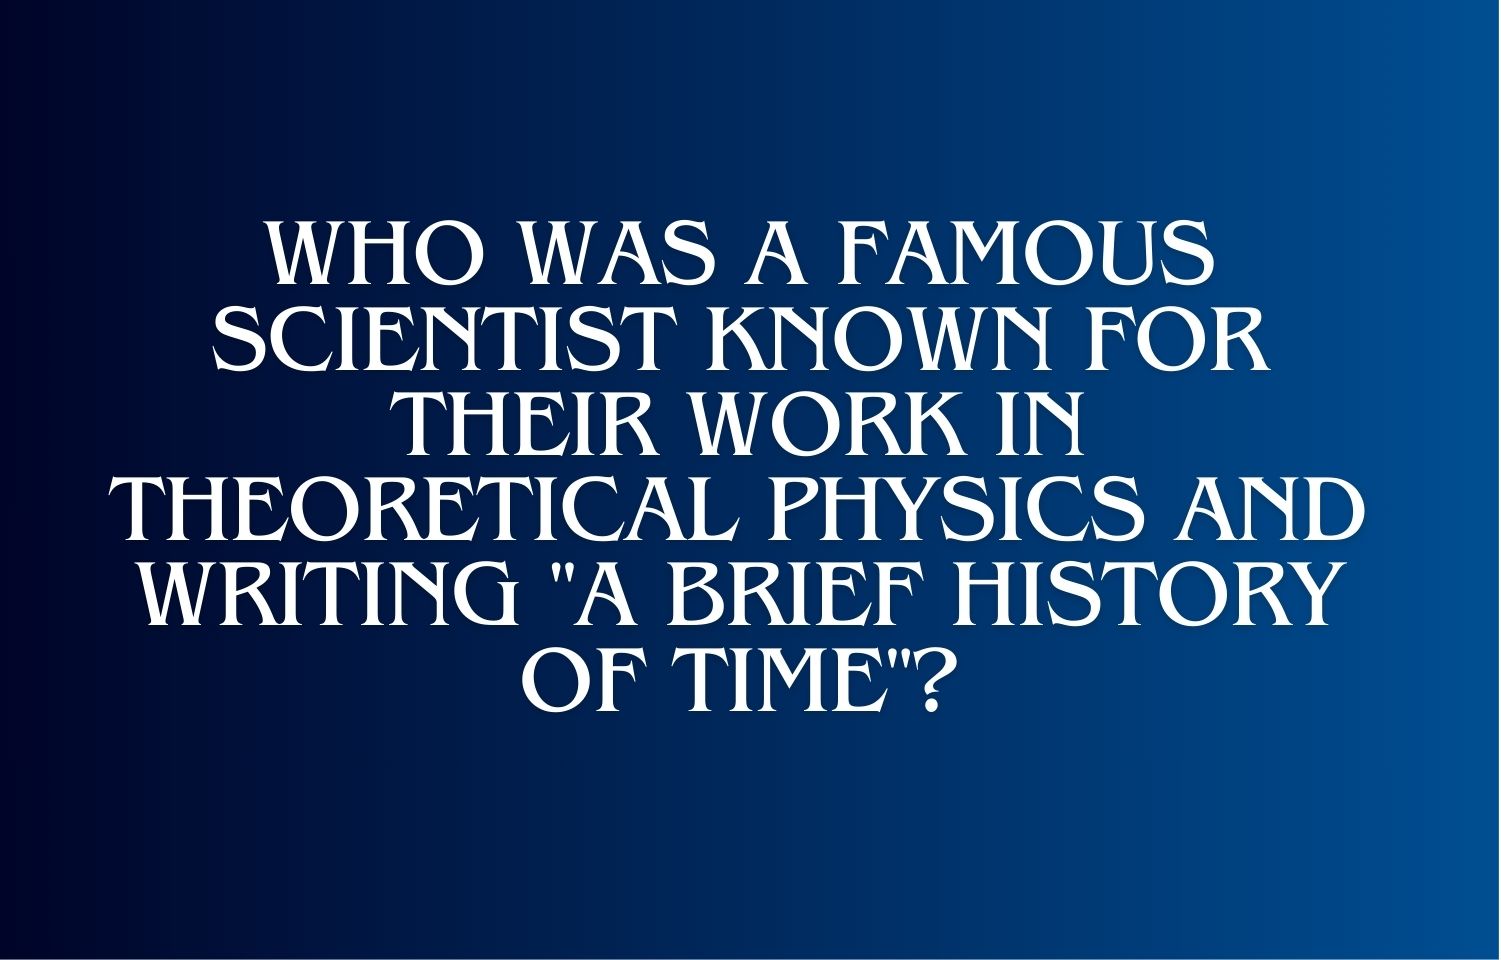 WHO WAS A FAMOUS
SCIENTIST KNOWN FOR
THEIR WORK IN
THEORETICAL PHYSICS AND
WRITING "A BRIEF HISTORY
OF TIME"?